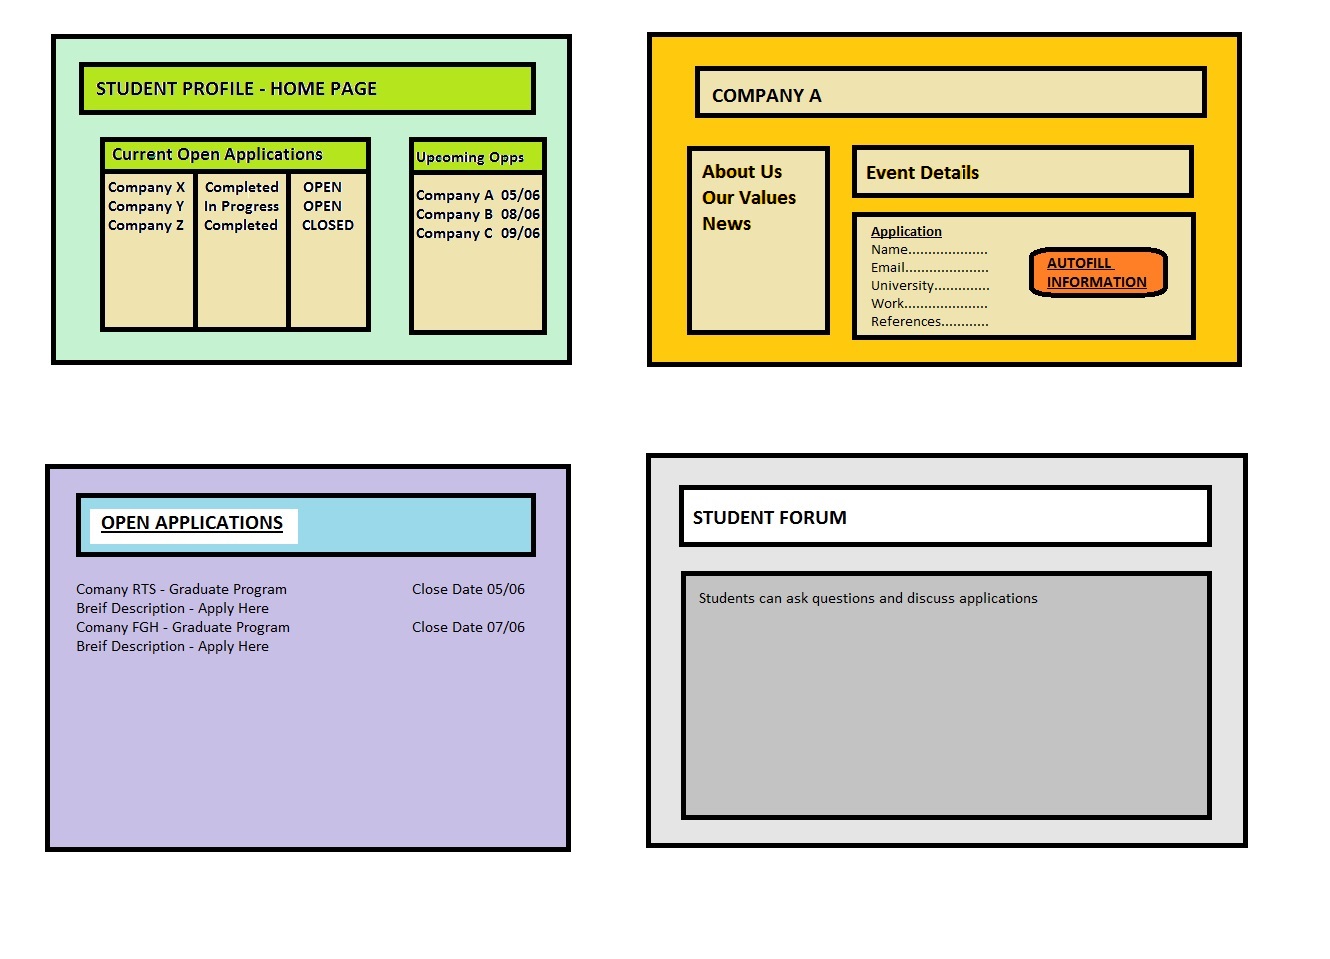 STUDENT PROFILE - HOME PAGE
Current Open Applications
Company X Completed OPEN
Company Y In Progress OPEN
Company Z Completed CLOSED
Upcoming Opps
Company A 05/06
Company B 08/06
Company C 09/06
COMPANY A
About Us
Our Values
News
Event Details
Application
Name....................
Email.....................
University.............
Work.....................
References............
AUTOFILL
INFORMATION
OPEN APPLICATIONS
Comany RTS - Graduate Program Close Date 05/06
Breif Description - Apply Here
Comany FGH - Graduate Program Close Date 07/06
Breif Description - Apply Here
STUDENT FORUM
Students can ask questions and discuss applications